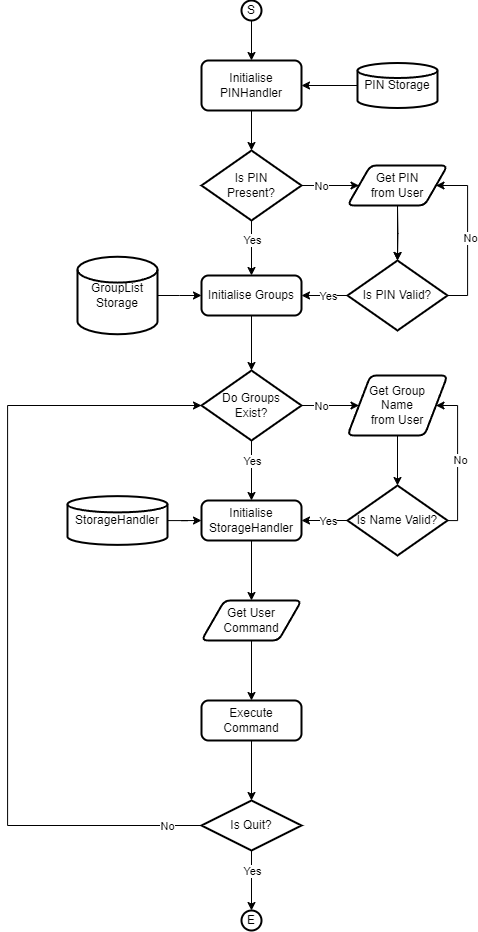 S
Initialise
PINHandler
PIN Storage
Is PIN
Present?
No
Get PIN
from User
Yes
No
GroupList
Storage
Initialise Groups
Yes
Is PIN Valid?
Do Groups
Exist?
No
Get Group
Name
from User
Yes
No
StorageHandler
Initialise
StorageHandler
Yes
Is Name Valid?
Get User
Command
Execute
Command
Is Quit?
No
Yes
E